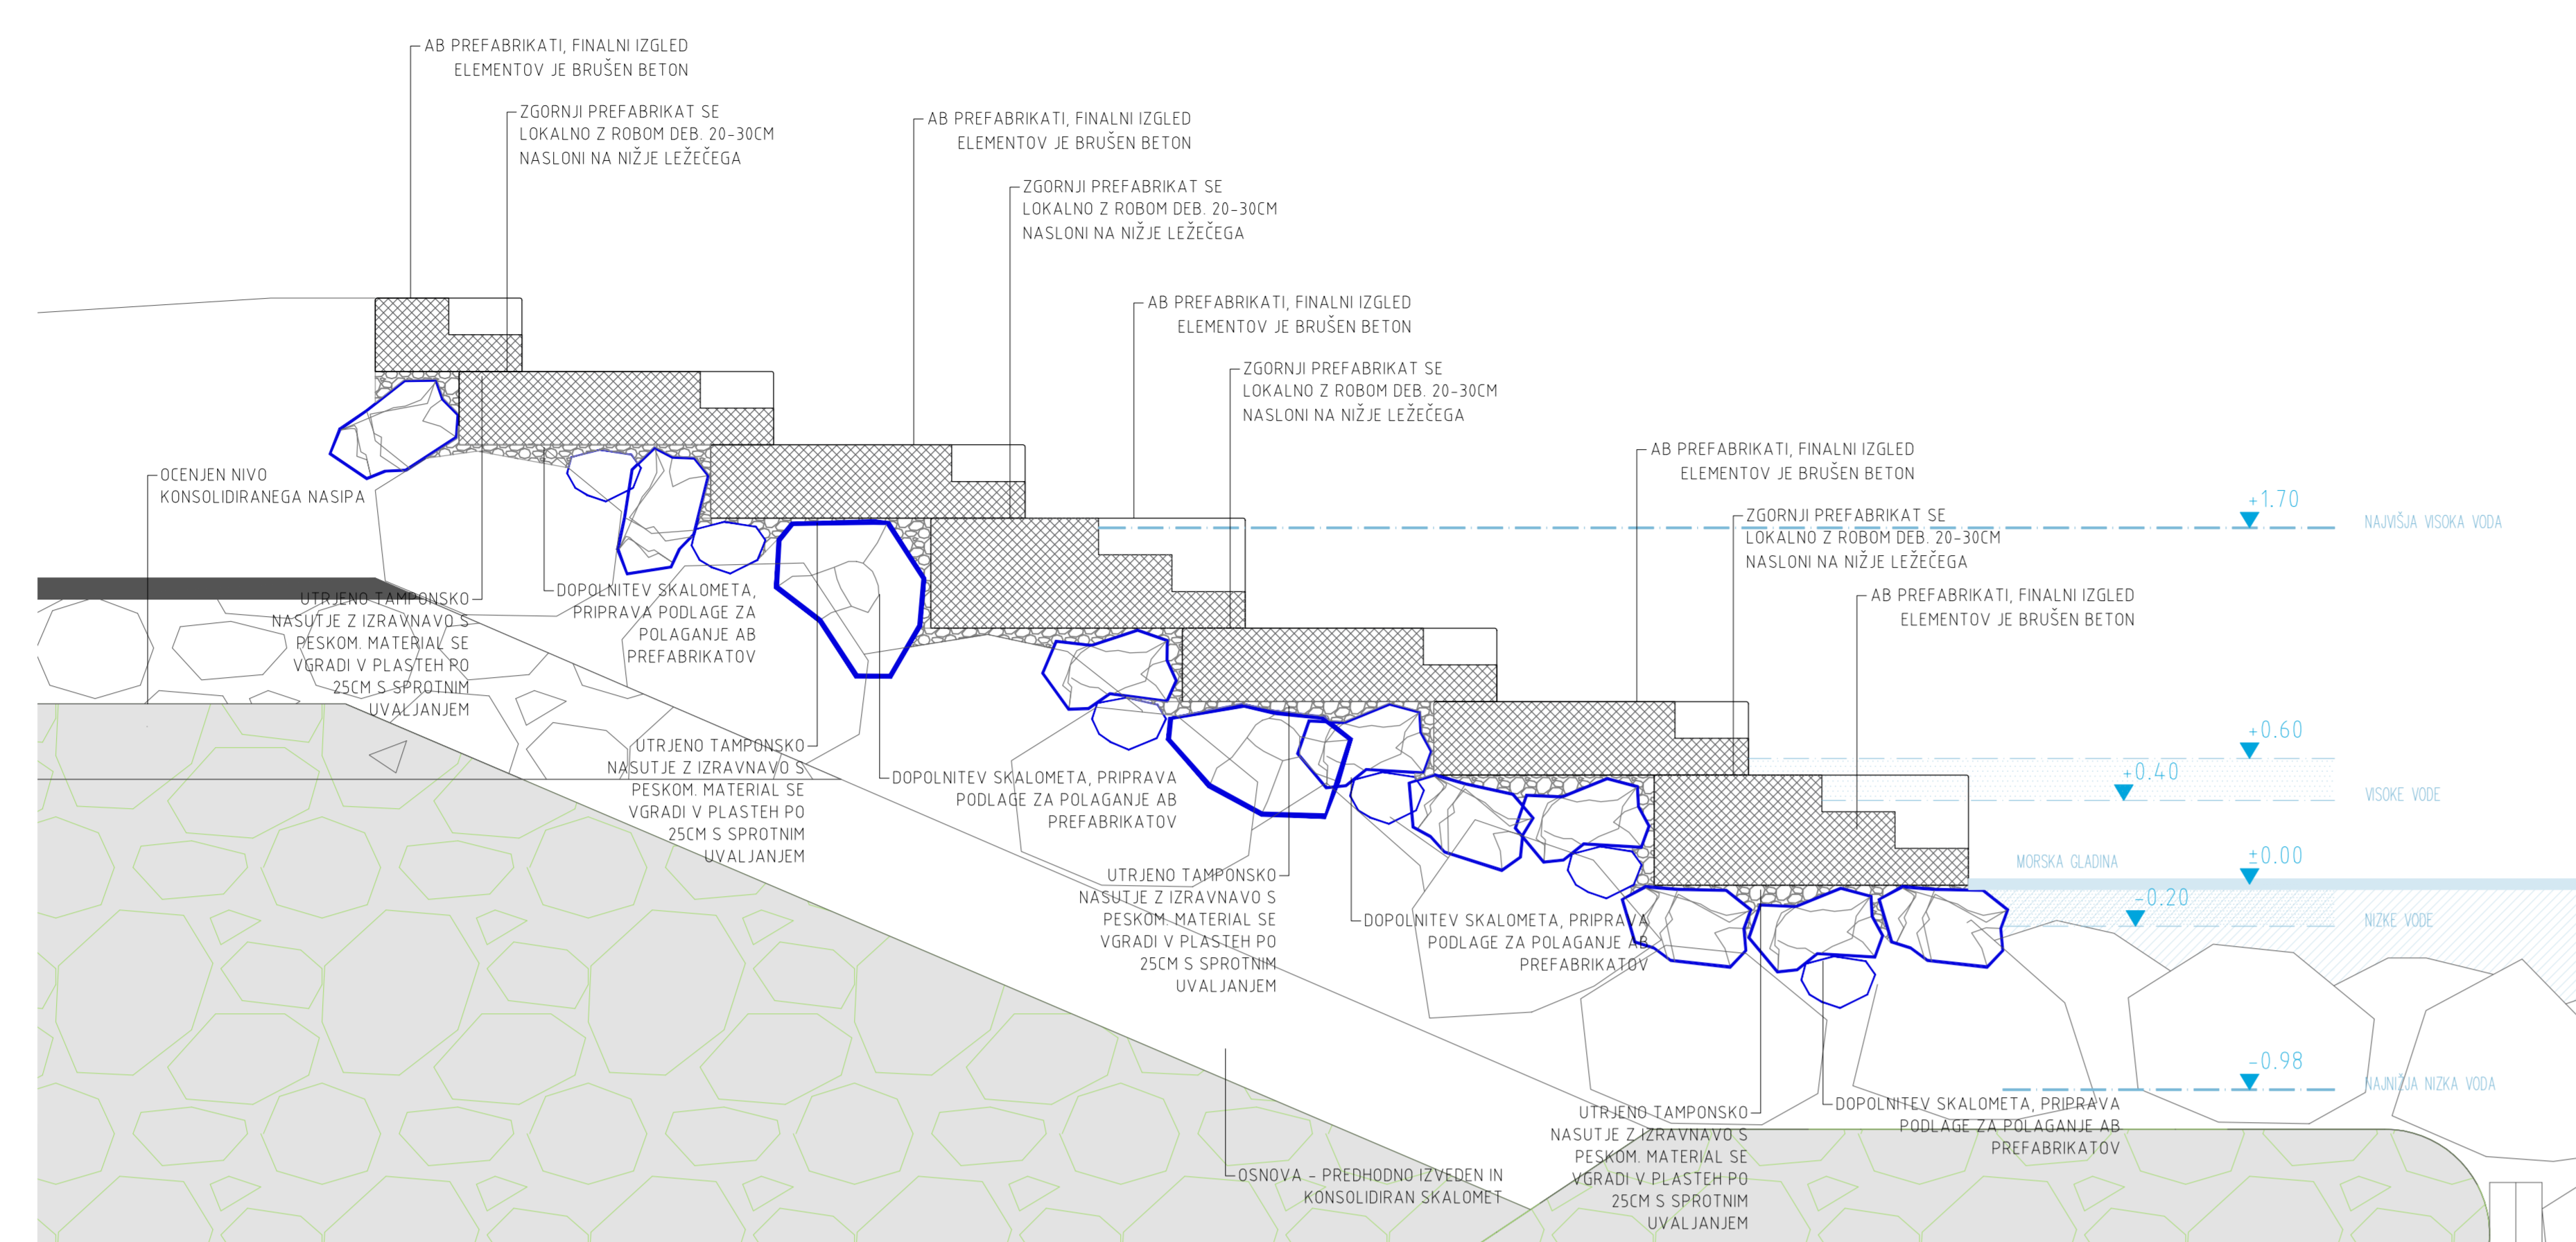 AB PREFABRIKATI, FINALNI IZGLED
ELEMENTOV JE BRUŠEN BETON
ZGORNJI PREFABRIKAT SE
LOKALNO Z ROBOM DEB. 20-30CM
NASLONI NA NIŽJE LEŽEČEGA
AB PREFABRIKATI, FINALNI IZGLED
ELEMENTOV JE BRUŠEN BETON
ZGORNJI PREFABRIKAT SE
LOKALNO Z ROBOM DEB. 20-30CM
NASLONI NA NIŽJE LEŽEČEGA
AB PREFABRIKATI, FINALNI IZGLED
ELEMENTOV JE BRUŠEN BETON
ZGORNJI PREFABRIKAT SE
LOKALNO Z ROBOM DEB. 20-30CM
NASLONI NA NIŽJE LEŽEČEGA
AB PREFABRIKATI, FINALNI IZGLED
ELEMENTOV JE BRUŠEN BETON
ZGORNJI PREFABRIKAT SE
LOKALNO Z ROBOM DEB. 20-30CM
NASLONI NA NIŽJE LEŽEČEGA
AB PREFABRIKATI, FINALNI IZGLED
ELEMENTOV JE BRUŠEN BETON
+1.70
NAJVIŠJA VISOKA VODA
+0.60
+0.40
VISOKE VODE
MORSKA GLADINA
±0.00
-0.20
NIZKE VODE
-0.98
NAJNIŽJA NIZKA VODA
OCENJEN NIVO
KONSOLIDIRANEGA NASIPA
UTRJENO TAMPONSKO
NASUTJE Z IZRAVNAVO S
PESKOM. MATERIAL SE
VGRADI V PLASTEH PO
25CM S SPROTNIM
UVALJANJEM
DOPOLNITEV SKALOMETA,
PRIPRAVA PODLAGE ZA
POLAGANJE AB
PREFABRIKATOV
UTRJENO TAMPONSKO
NASUTJE Z IZRAVNAVO S
PESKOM. MATERIAL SE
VGRADI V PLASTEH PO
25CM S SPROTNIM
UVALJANJEM
DOPOLNITEV SKALOMETA, PRIPRAVA
PODLAGE ZA POLAGANJE AB
PREFABRIKATOV
UTRJENO TAMPONSKO
NASUTJE Z IZRAVNAVO S
PESKOM. MATERIAL SE
VGRADI V PLASTEH PO
25CM S SPROTNIM
UVALJANJEM
DOPOLNITEV SKALOMETA, PRIPRAVA
PODLAGE ZA POLAGANJE AB
PREFABRIKATOV
OSNOVA - PREDHODNO IZVEDEN IN
KONSOLIDIRAN SKALOMET
UTRJENO TAMPONSKO
NASUTJE Z IZRAVNAVO S
PESKOM. MATERIAL SE
VGRADI V PLASTEH PO
25CM S SPROTNIM
UVALJANJEM
DOPOLNITEV SKALOMETA, PRIPRAVA
PODLAGE ZA POLAGANJE AB
PREFABRIKATOV